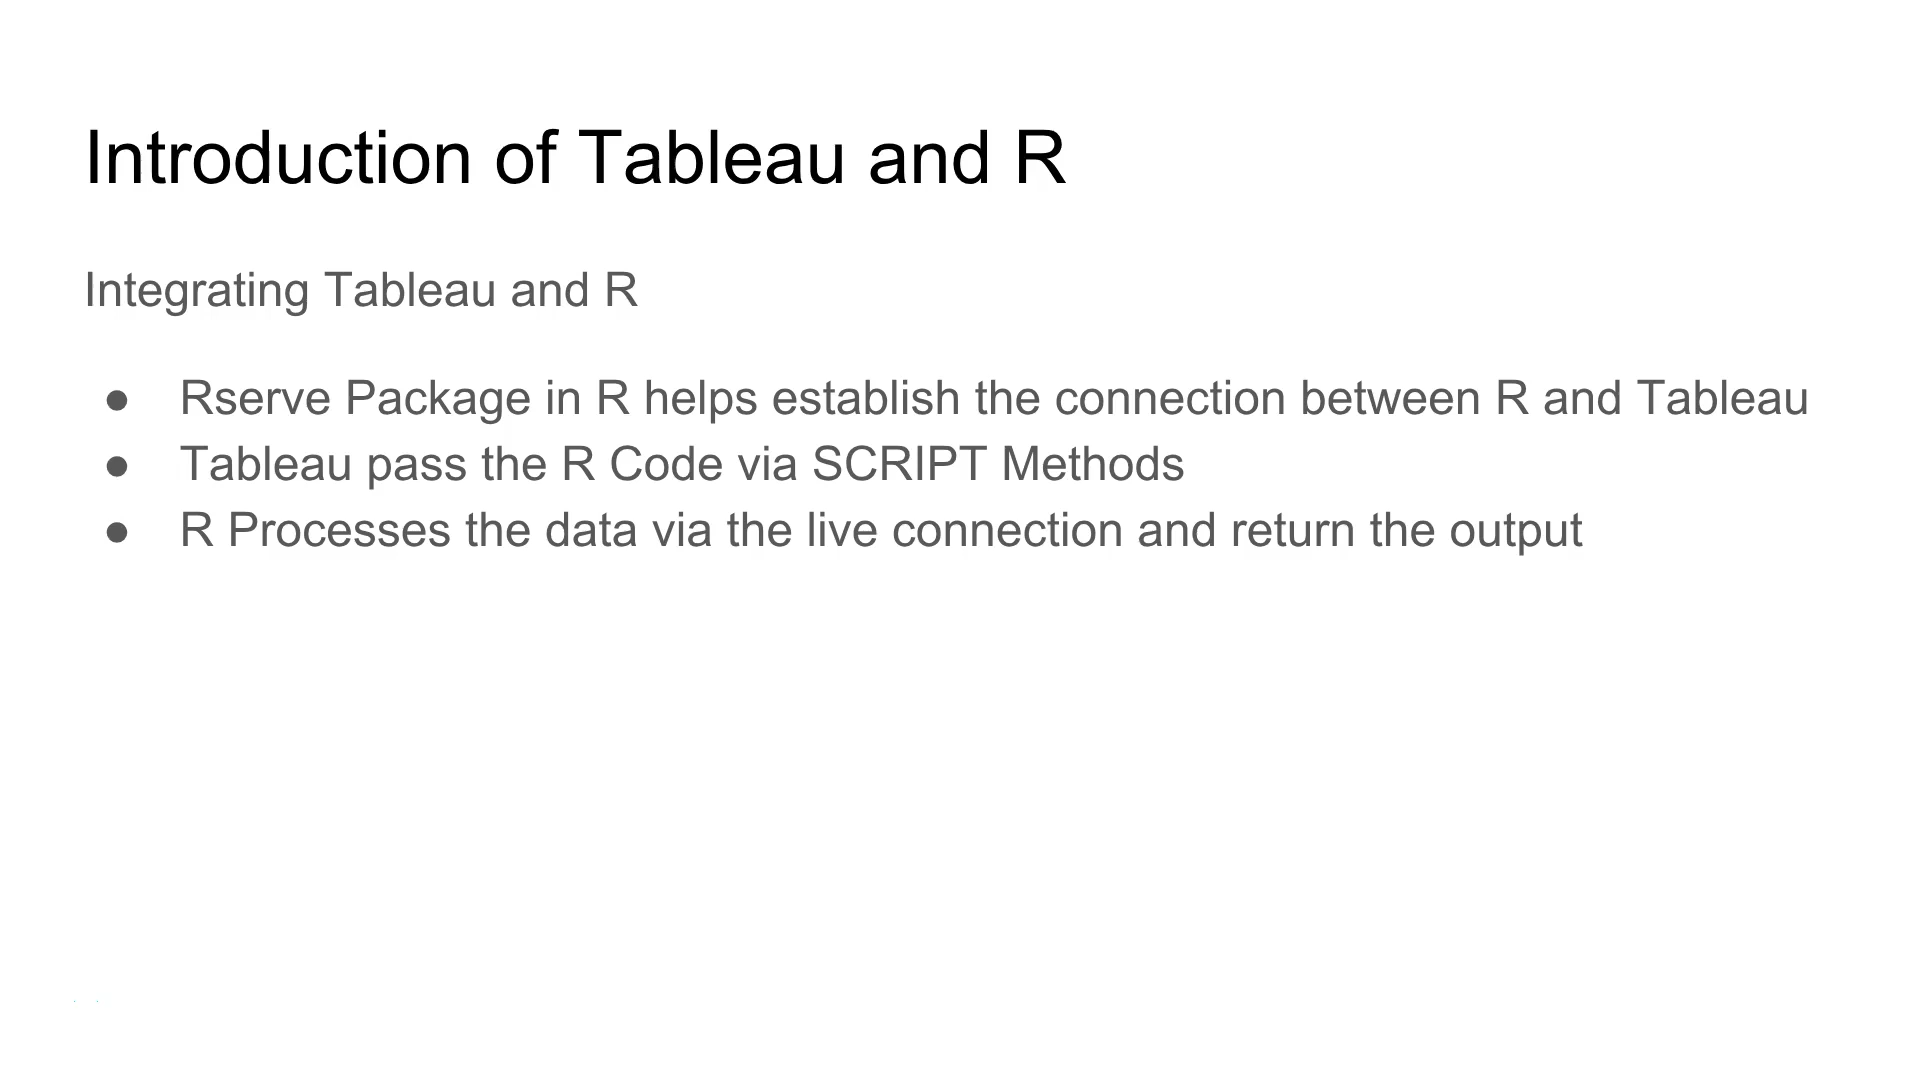 Introduction of Tableau and R
Integrating Tableau and R
● Rserve Package in R helps establish the connection between R and Tableau
● Tableau pass the R Code via SCRIPT Methods
● R Processes the data via the live connection and return the output